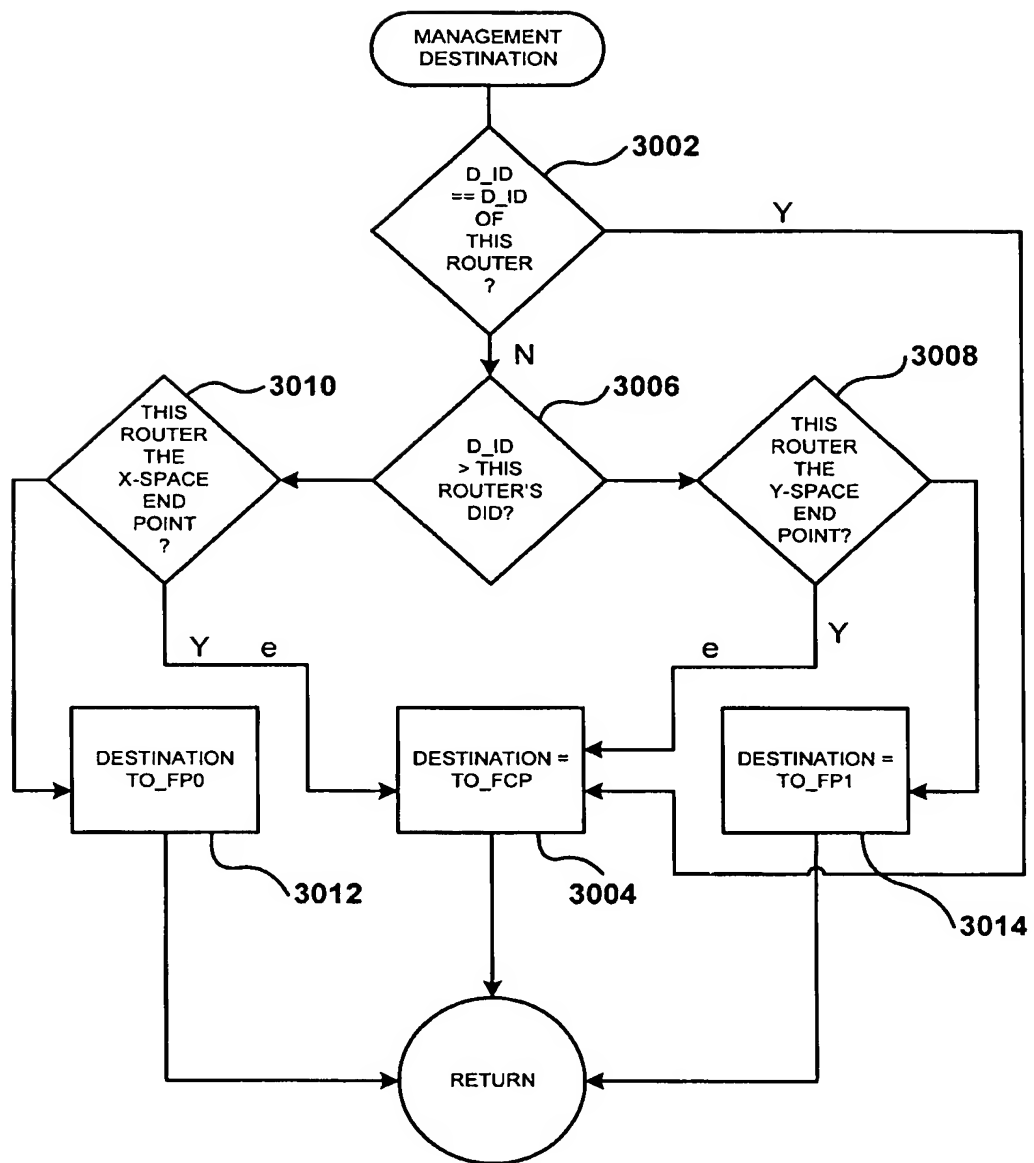 MANAGEMENT
DESTINATION
3002
D_ID
== D_ID
OF
THIS
ROUTER
?
Y
N
3010
THIS
ROUTER
THE
X-SPACE
END
POINT
?
3006
D_ID
> THIS
ROUTER'S
DID?
3008
THIS
ROUTER
THE
Y-SPACE
END
POINT?
Y
e
e
Y
DESTINATION
TO_FP0
DESTINATION =
TO_FCP
DESTINATION =
TO_FP1
3012
3004
3014
RETURN